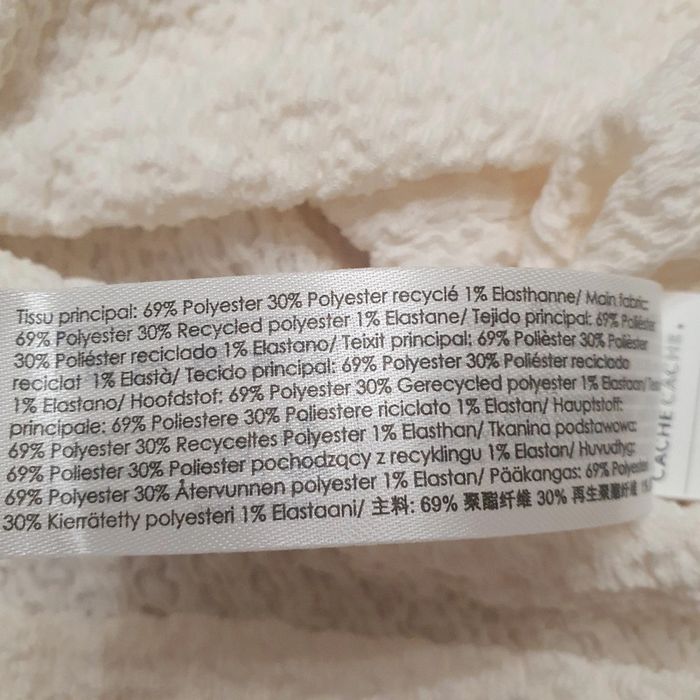 Tissu principal: 69% Polyester 30% Polyester recyclé 1% Elasthanne/ Main fabric:
69% Polyester 30% Recycled polyester 1% Elastane/ Tejido principal: 69% Poliéster
30% Poliéster reciclado 1% Elastano/ Teixit principal: 69% Polièster 30% Polièster
reciclat 1% Elastà/ Tecido principal: 69% Polyester 30% Poliéster reciclado
1% Elastano/ Hoofdstof: 69% Polyester 30% Gerecycled polyester 1% Elastaan/
principale: 69% Poliestere 30% Poliestere riciclato 1% Elastan/ Hauptstoff:
69% Polyester 30% Recyceltes Polyester 1% Elasthan/ Tkanina podstawowa:
69% Poliester 30% Poliester pochodzący z recyklingu 1% Elastan/ Huvudtyg:
69% Polyester 30% Återvunnen polyester 1% Elastan/ Pääkangas: 69% Polyesteri
30% Kierrätetty polyesteri 1% Elastaani/ 主料: 69% 聚酯纤维 30% 再生聚酯纤维
CACHE CACHE